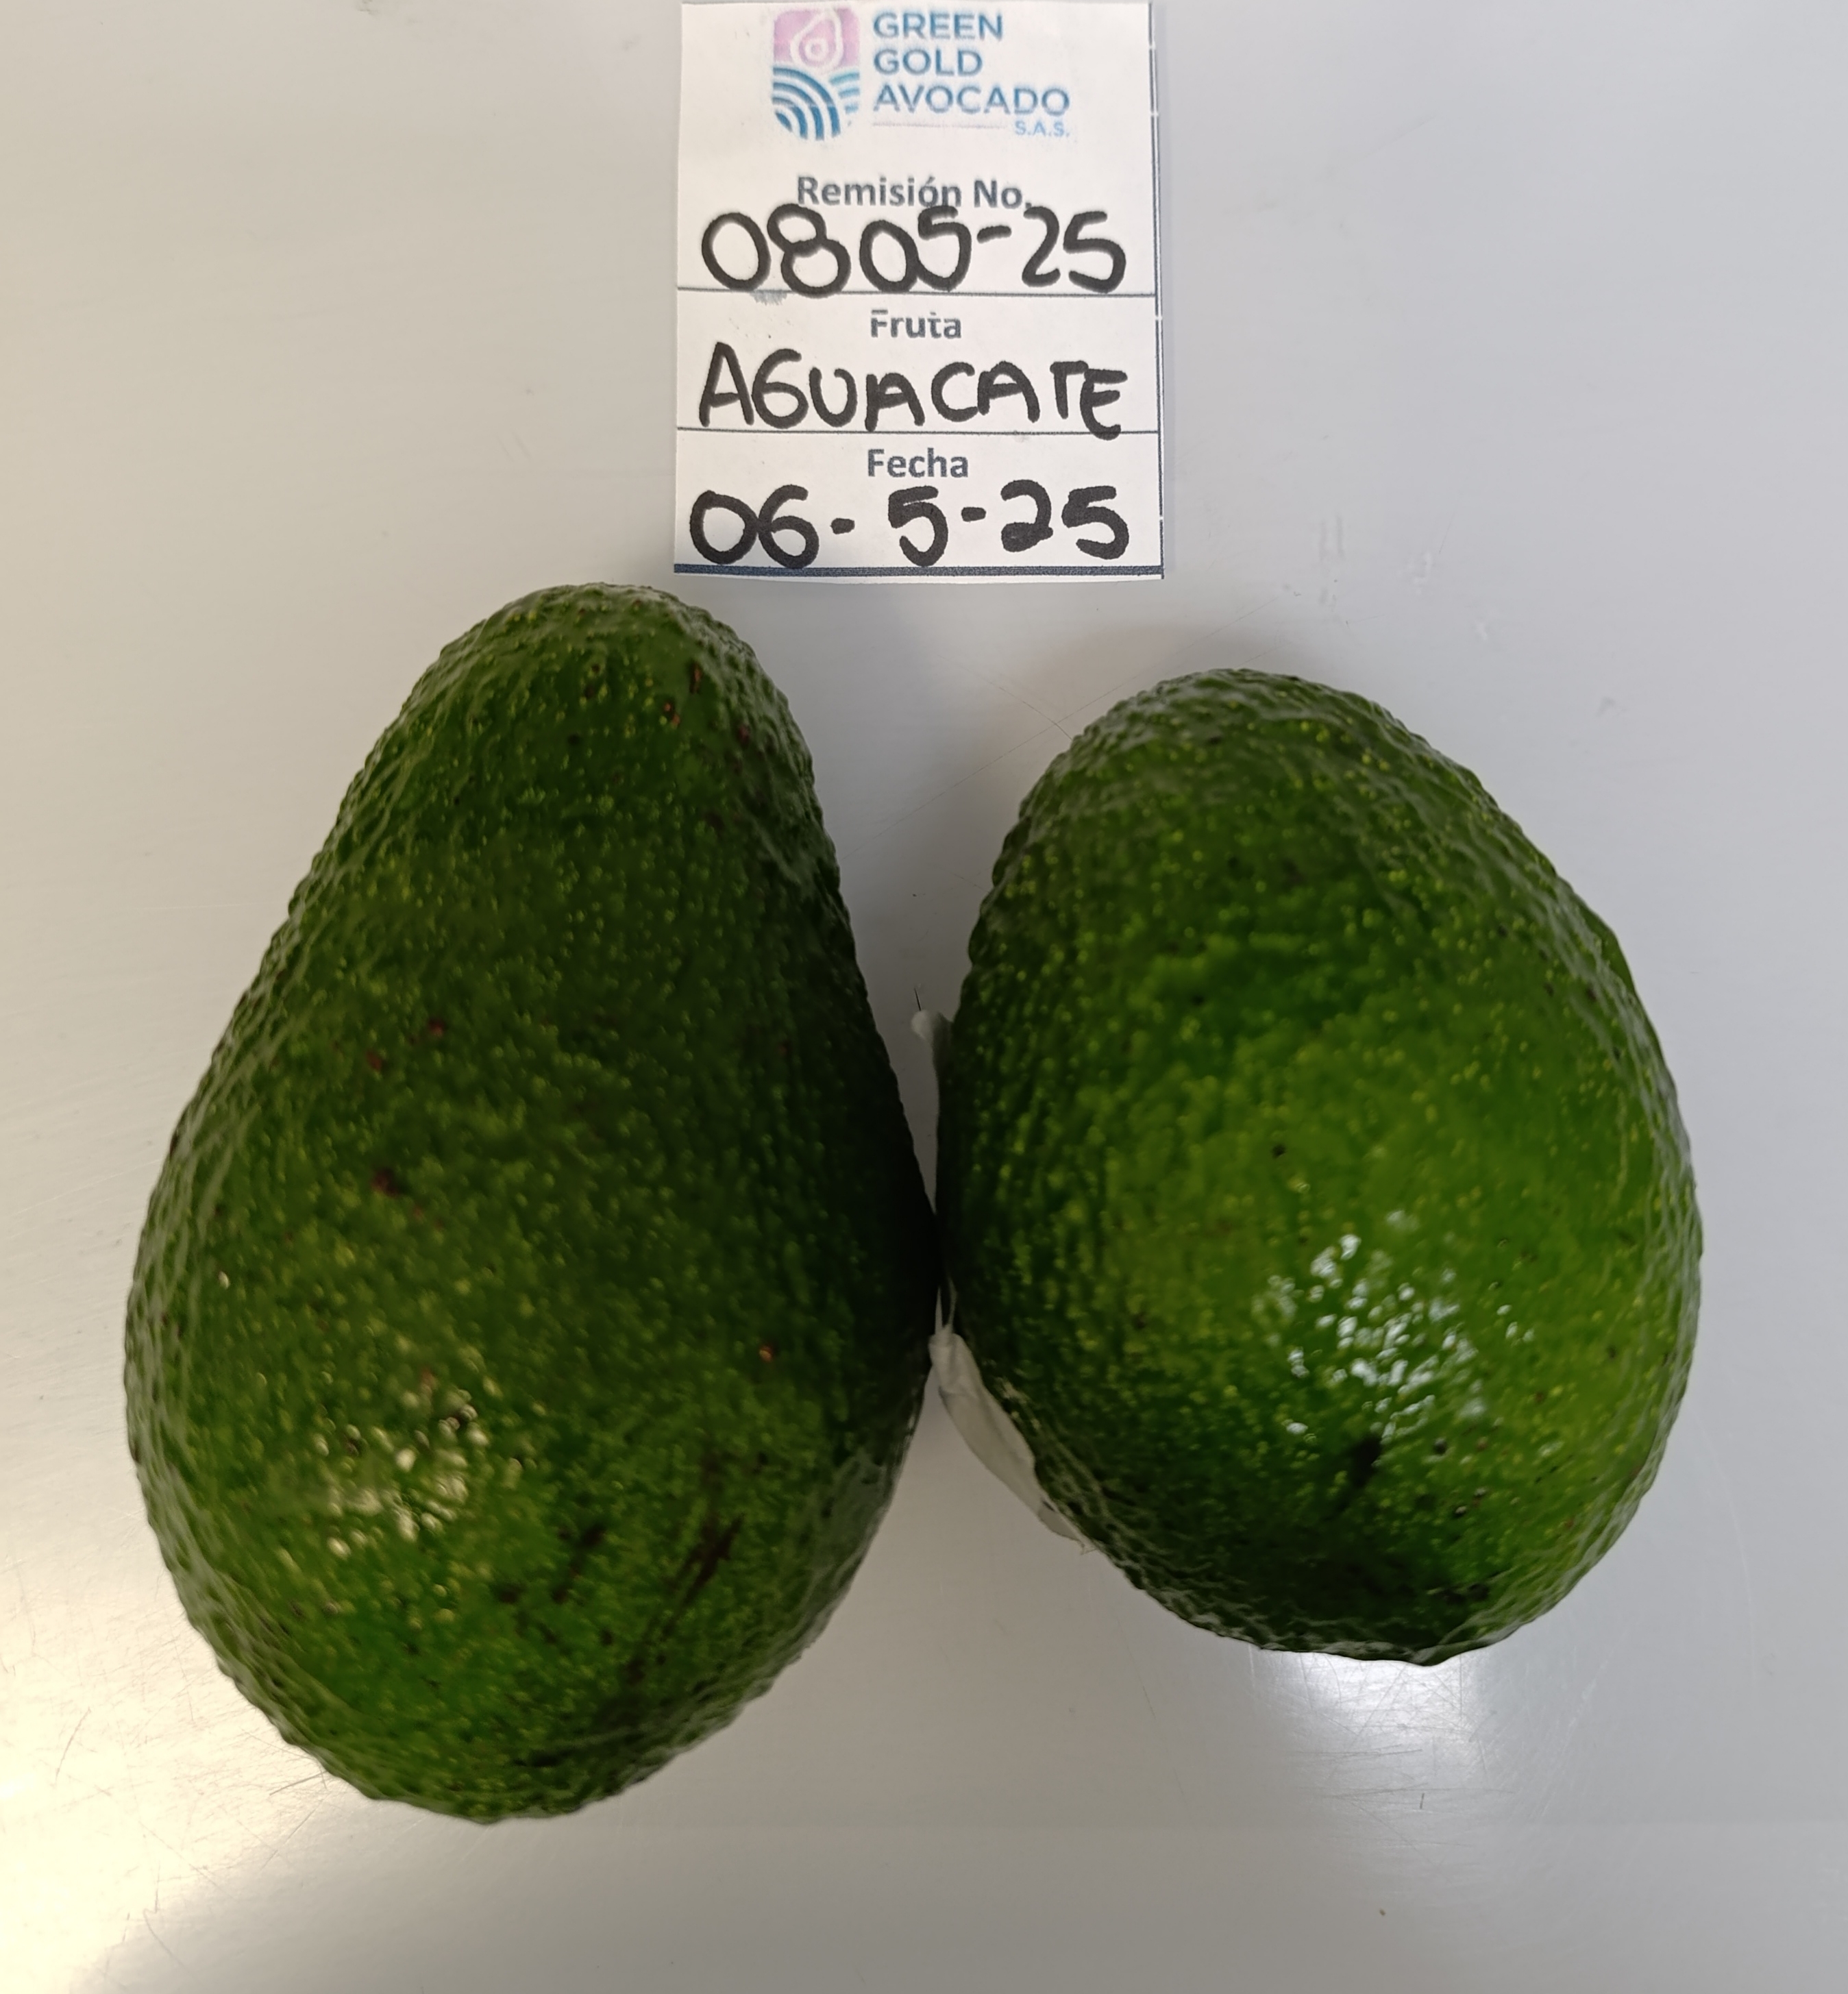 GREEN
GOLD
AVOCADO
S.A.S.
Remisión No.
0805-25
Fruta
AGUACATE
Fecha
06-5-25